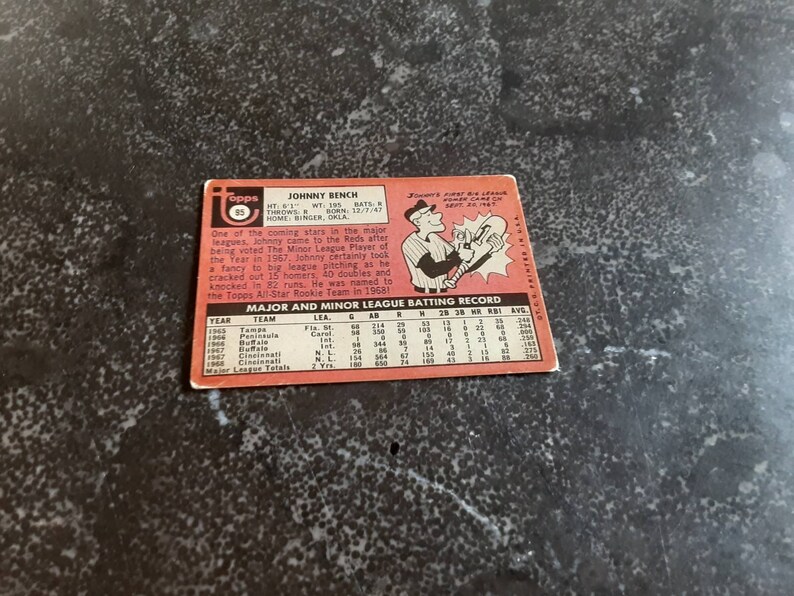 Topps
95
JOHNNY BENCH
HT: 6'1" WT: 195 BATS: R
THROWS: R BORN: 12/7/47
HOME: BINGER, OKLA.
JOHNNY'S FIRST BIG LEAGUE
HOMER CAME ON
SEPT. 20, 1967.
One of the coming stars in the major
leagues, Johnny came to the Reds after
being voted The Minor League Player of
the Year in 1967. Johnny certainly took
a fancy to big league pitching as he
cracked out 15 homers, 40 doubles and
knocked in 82 runs. He was named to
the Topps All-Star Rookie Team in 1968!
©T.C.G. PRINTED IN U.S.A.
MAJOR AND MINOR LEAGUE BATTING RECORD
YEAR TEAM LEA. G AB R H 2B 3B HR RBI AVG.
1965 Tampa Fla. St. 68 214 29 53 13 1 2 35 .248
1966 Peninsula Carol. 98 350 59 103 16 0 22 68 .294
1966 Buffalo Int. 1 0 0 0 0 0 0 0 .000
1967 Buffalo Int. 98 344 39 89 17 2 23 68 .259
1967 Cincinnati N. L. 26 86 7 14 3 1 1 6 .163
1968 Cincinnati N. L. 154 564 67 155 40 2 15 82 .275
Major League Totals 2 Yrs. 180 650 74 169 43 3 16 88 .260